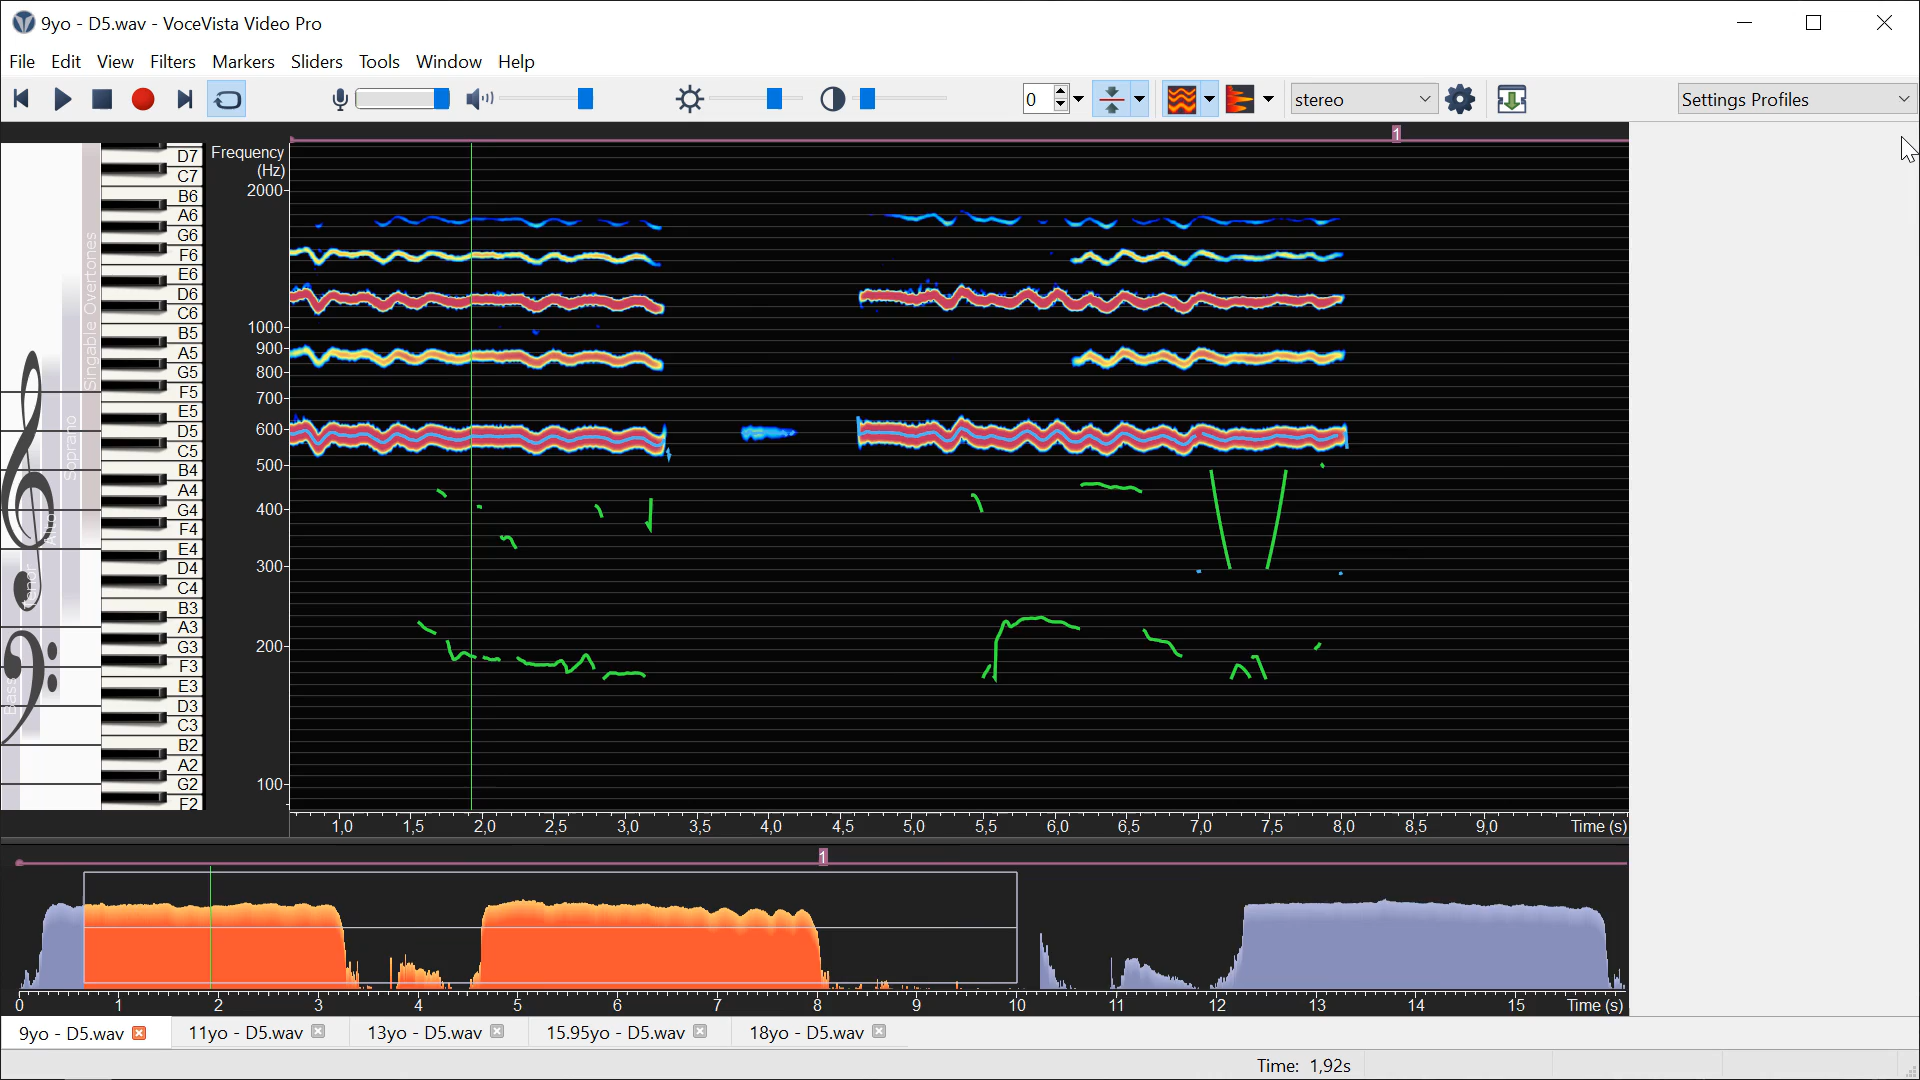 9yo - D5.wav - VoceVista Video Pro
File Edit View Filters Markers Sliders Tools Window Help
0 stereo Settings Profiles
1
Frequency
(Hz)
2000
1000
900
800
700
600
500
400
300
200
100
D7
C7
B6
A6
G6
F6
E6
D6
C6
B5
A5
G5
F5
E5
D5
C5
B4
A4
G4
F4
E4
D4
C4
B3
A3
G3
F3
E3
D3
C3
B2
A2
G2
F2
Singable Overtones
Soprano
Alto
Tenor
Bass
1,0 1,5 2,0 2,5 3,0 3,5 4,0 4,5 5,0 5,5 6,0 6,5 7,0 7,5 8,0 8,5 9,0 Time (s)
1
0 1 2 3 4 5 6 7 8 9 10 11 12 13 14 15 Time (s)
9yo - D5.wav 11yo - D5.wav 13yo - D5.wav 15.95yo - D5.wav 18yo - D5.wav
Time: 1,92s